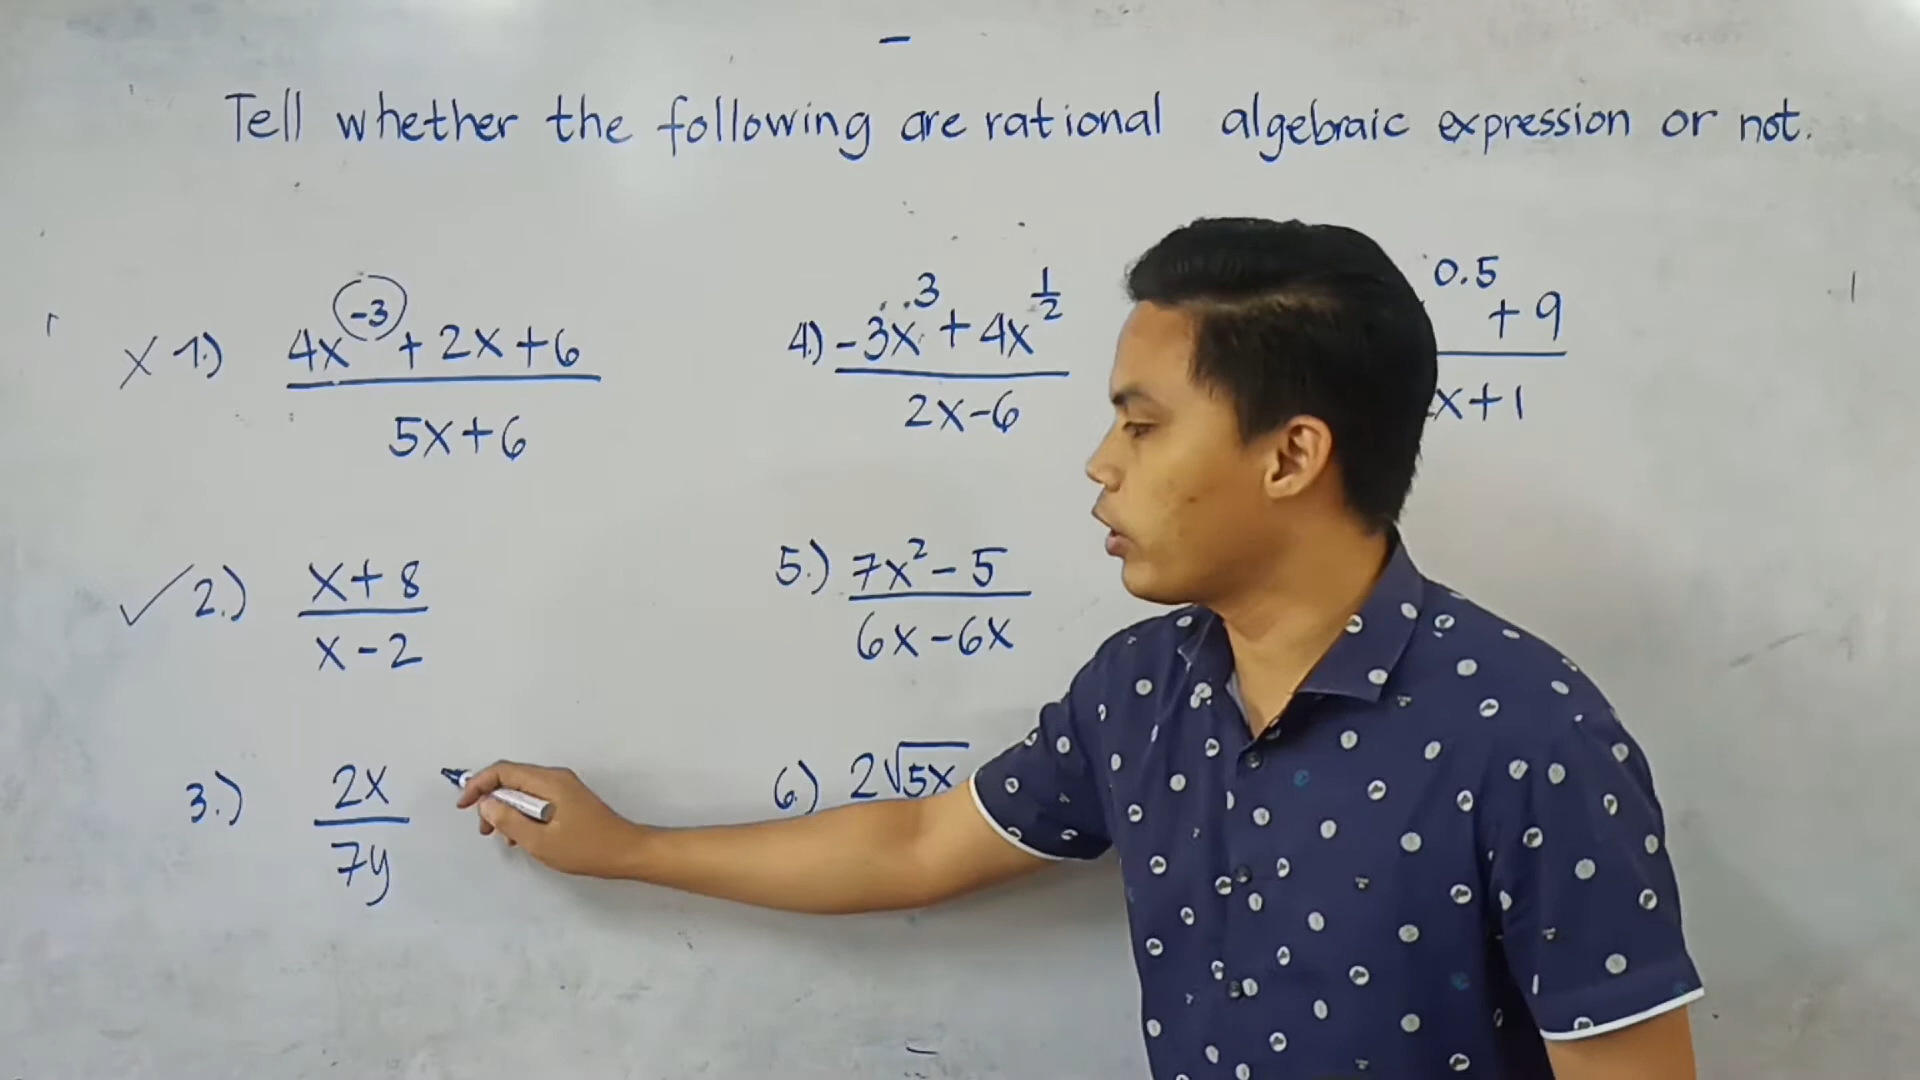 Tell whether the following are rational algebraic expression or not.
X 1.) 4x^-3 + 2x + 6
5x + 6
✓ 2.) x + 8
x - 2
3.) 2x
7y
4.) -3x^3 + 4x^1/2
2x - 6
5.) 7x^2 - 5
6x - 6x
6.) 2√5x
0.5
+ 9
x + 1